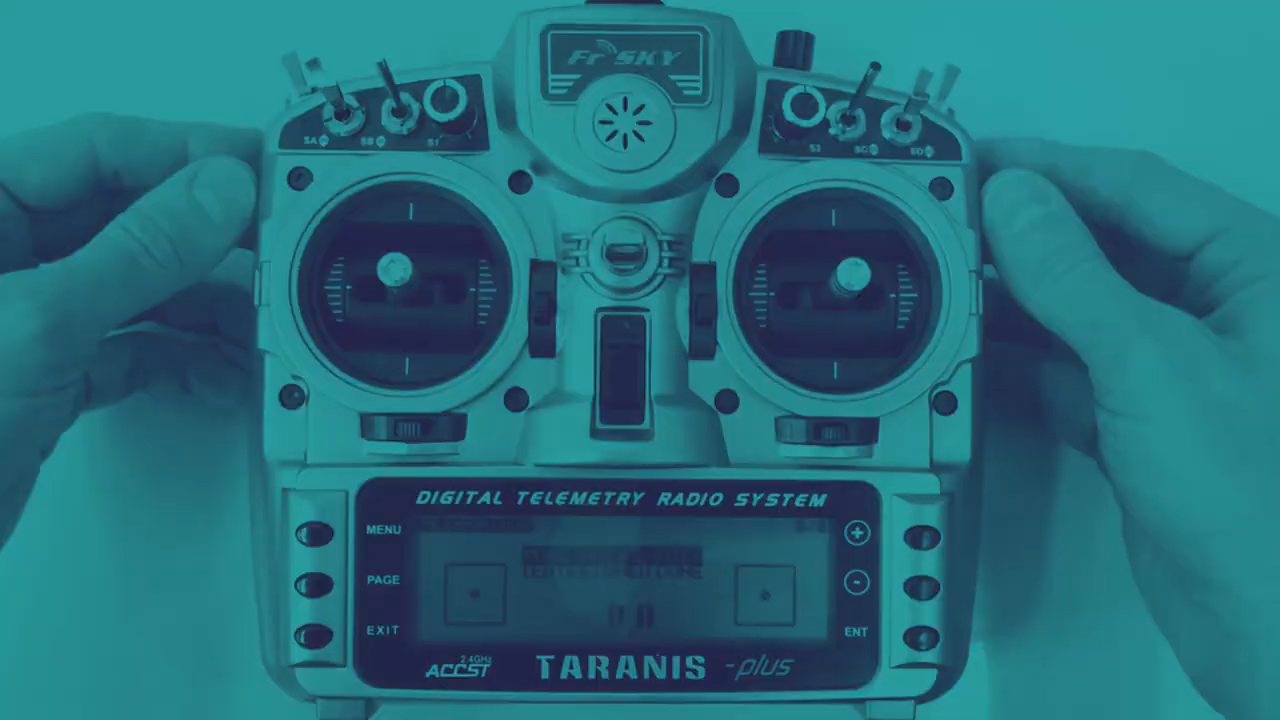 FrSKY
SA SB S1
S2 SC SD
DIGITAL TELEMETRY RADIO SYSTEM
MENU
PAGE
EXIT
+
-
ENT
2.4GHz
ACCST
TARANIS -plus